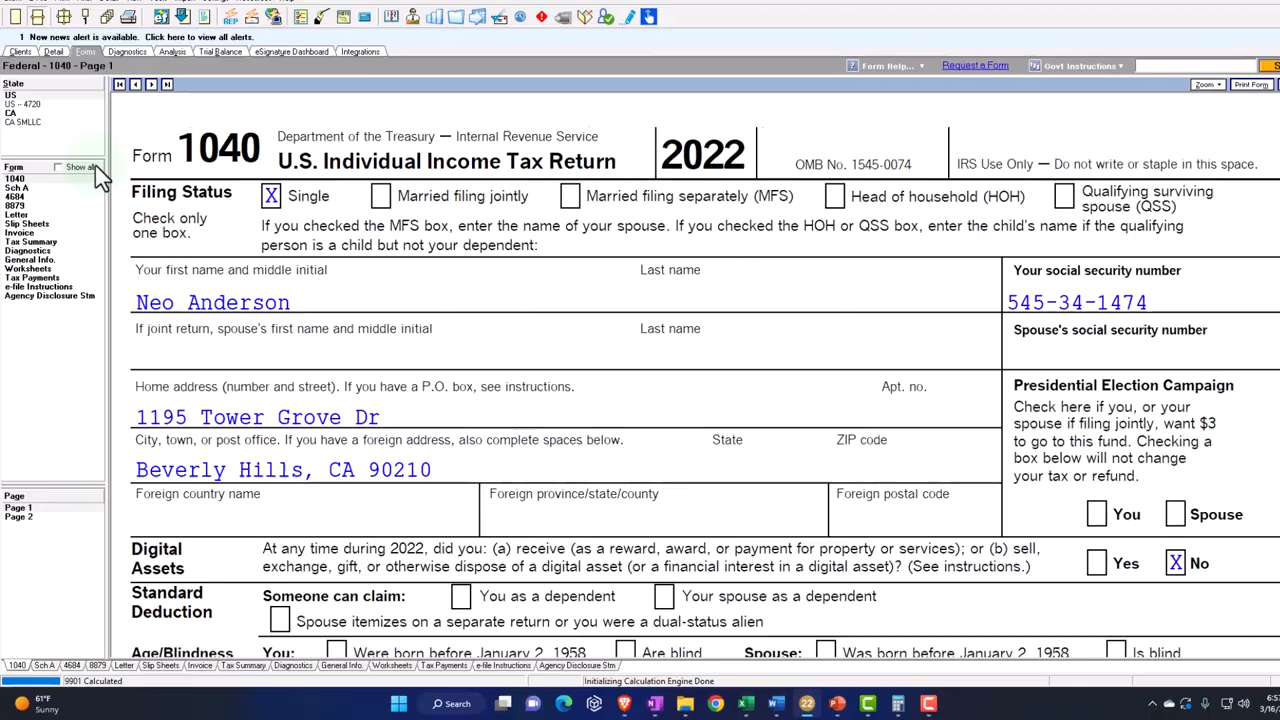 1 New news alert is available. Click here to view all alerts.
Clients Detail Forms Diagnostics Analysis Trial Balance eSignature Dashboard Integrations
Federal - 1040 - Page 1
Form Help...
Request a Form
Govt Instructions
State
US
US -- 4720
CA
CA SMLLC
Zoom
Print Form
Form
1040
Sch A
4684
8879
Letter
Slip Sheets
Invoice
Tax Summary
Diagnostics
General Info.
Worksheets
Tax Payments
e-file Instructions
Agency Disclosure Stm
Page
Page 1
Page 2
Form 1040
Department of the Treasury — Internal Revenue Service
U.S. Individual Income Tax Return
2022
OMB No. 1545-0074
IRS Use Only — Do not write or staple in this space.
Filing Status
Check only
one box.
X Single
Married filing jointly
Married filing separately (MFS)
Head of household (HOH)
Qualifying surviving
spouse (QSS)
If you checked the MFS box, enter the name of your spouse. If you checked the HOH or QSS box, enter the child's name if the qualifying
person is a child but not your dependent:
Your first name and middle initial
Last name
Your social security number
Neo Anderson
545-34-1474
If joint return, spouse's first name and middle initial
Last name
Spouse's social security number
Home address (number and street). If you have a P.O. box, see instructions.
Apt. no.
1195 Tower Grove Dr
City, town, or post office. If you have a foreign address, also complete spaces below.
State
ZIP code
Beverly Hills, CA 90210
Foreign country name
Foreign province/state/county
Foreign postal code
Presidential Election Campaign
Check here if you, or your
spouse if filing jointly, want $3
to go to this fund. Checking a
box below will not change
your tax or refund.
You
Spouse
Digital
Assets
At any time during 2022, did you: (a) receive (as a reward, award, or payment for property or services); or (b) sell,
exchange, gift, or otherwise dispose of a digital asset (or a financial interest in a digital asset)? (See instructions.)
Yes
X No
Standard
Deduction
Someone can claim:
You as a dependent
Your spouse as a dependent
Spouse itemizes on a separate return or you were a dual-status alien
Age/Blindness
You:
Were born before January 2, 1958
Are blind
Spouse:
Was born before January 2, 1958
Is blind
1040 Sch A 4684 8879 Letter Slip Sheets Invoice Tax Summary Diagnostics General Info. Worksheets Tax Payments e-file Instructions Agency Disclosure Stm
9901 Calculated
Initializing Calculation Engine Done
61°F
Sunny
Search
22